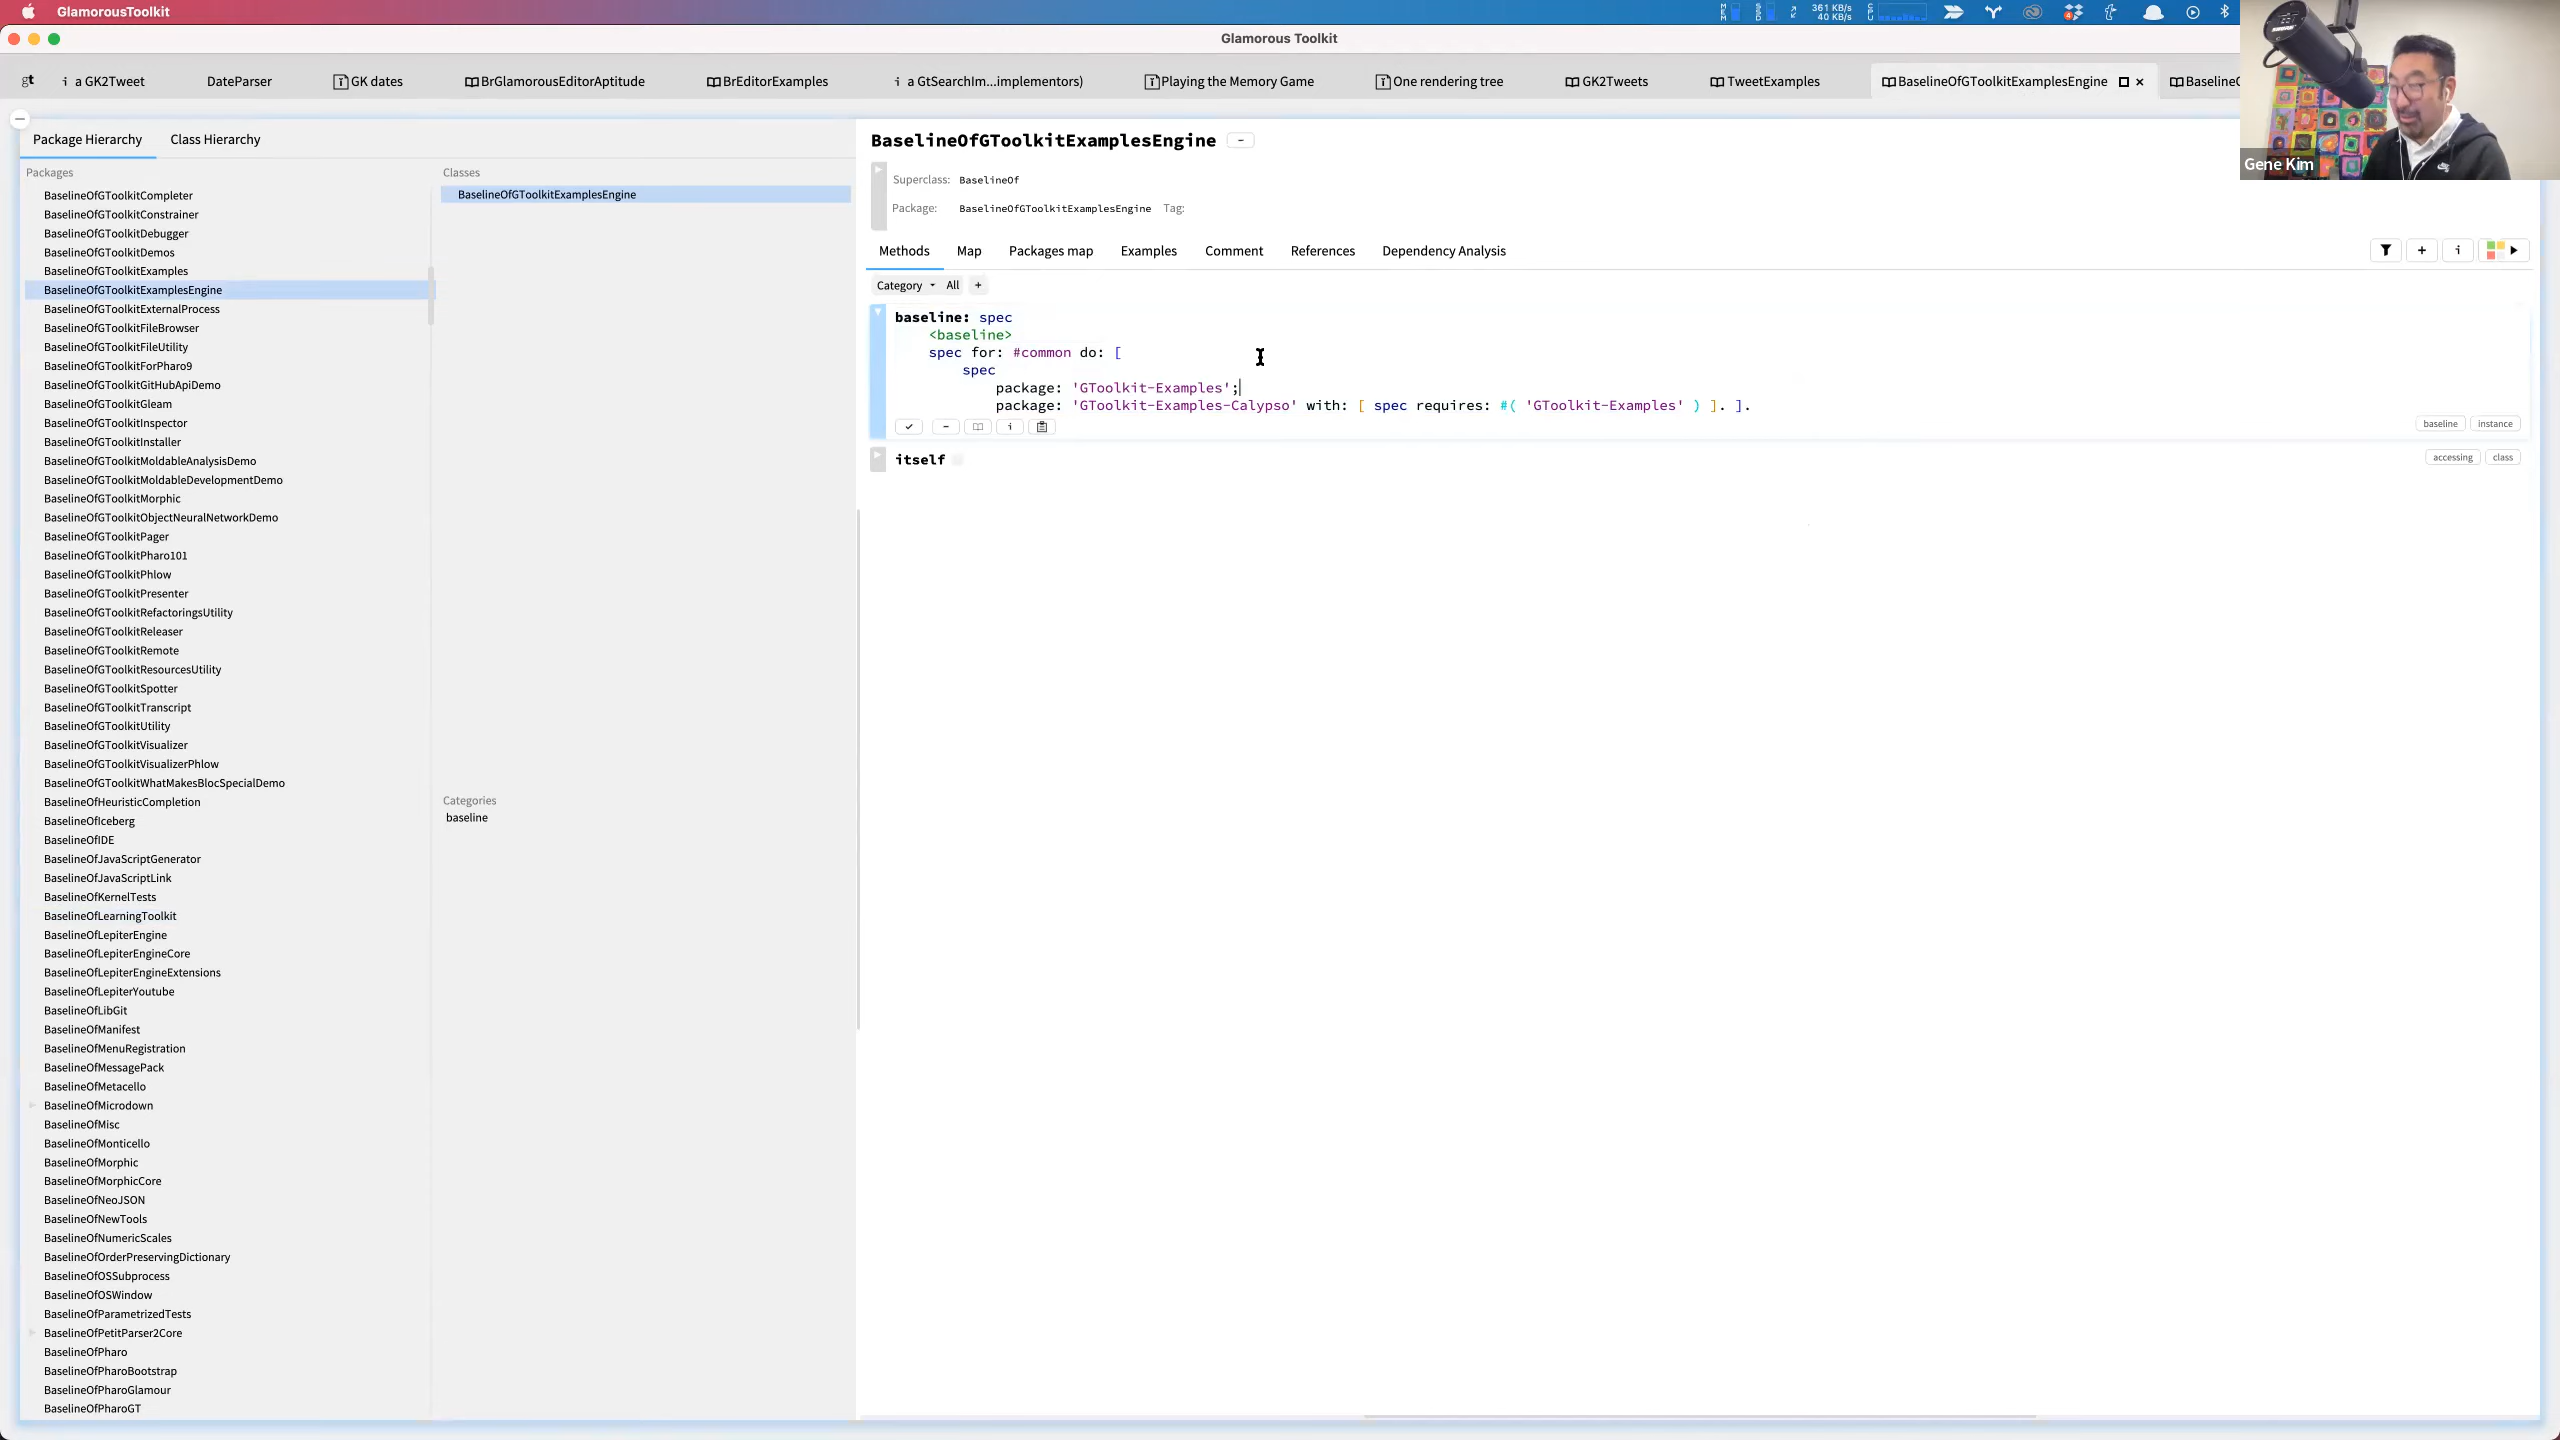 GlamorousToolkit
361 KB/s
40 KB/s
Glamorous Toolkit
gt
i a GK2Tweet
DateParser
GK dates
BrGlamorousEditorAptitude
BrEditorExamples
i a GtSearchIm...implementors)
Playing the Memory Game
One rendering tree
GK2Tweets
TweetExamples
BaselineOfGToolkitExamplesEngine
Gene Kim
Package Hierarchy
Class Hierarchy
Packages
BaselineOfGToolkitCompleter
BaselineOfGToolkitConstrainer
BaselineOfGToolkitDebugger
BaselineOfGToolkitDemos
BaselineOfGToolkitExamples
BaselineOfGToolkitExamplesEngine
BaselineOfGToolkitExternalProcess
BaselineOfGToolkitFileBrowser
BaselineOfGToolkitFileUtility
BaselineOfGToolkitForPharo9
BaselineOfGToolkitGitHubApiDemo
BaselineOfGToolkitGleam
BaselineOfGToolkitInspector
BaselineOfGToolkitInstaller
BaselineOfGToolkitMoldableAnalysisDemo
BaselineOfGToolkitMoldableDevelopmentDemo
BaselineOfGToolkitMorphic
BaselineOfGToolkitObjectNeuralNetworkDemo
BaselineOfGToolkitPager
BaselineOfGToolkitPharo101
BaselineOfGToolkitPhlow
BaselineOfGToolkitPresenter
BaselineOfGToolkitRefactoringsUtility
BaselineOfGToolkitReleaser
BaselineOfGToolkitRemote
BaselineOfGToolkitResourcesUtility
BaselineOfGToolkitSpotter
BaselineOfGToolkitTranscript
BaselineOfGToolkitUtility
BaselineOfGToolkitVisualizer
BaselineOfGToolkitVisualizerPhlow
BaselineOfGToolkitWhatMakesBlocSpecialDemo
BaselineOfHeuristicCompletion
BaselineOfIceberg
BaselineOfIDE
BaselineOfJavaScriptGenerator
BaselineOfJavaScriptLink
BaselineOfKernelTests
BaselineOfLearningToolkit
BaselineOfLepiterEngine
BaselineOfLepiterEngineCore
BaselineOfLepiterEngineExtensions
BaselineOfLepiterYoutube
BaselineOfLibGit
BaselineOfManifest
BaselineOfMenuRegistration
BaselineOfMessagePack
BaselineOfMetacello
BaselineOfMicrodown
BaselineOfMisc
BaselineOfMonticello
BaselineOfMorphic
BaselineOfMorphicCore
BaselineOfNeoJSON
BaselineOfNewTools
BaselineOfNumericScales
BaselineOfOrderPreservingDictionary
BaselineOfOSSubprocess
BaselineOfOSWindow
BaselineOfParametrizedTests
BaselineOfPetitParser2Core
BaselineOfPharo
BaselineOfPharoBootstrap
BaselineOfPharoGlamour
BaselineOfPharoGT
Classes
BaselineOfGToolkitExamplesEngine
Categories
baseline
BaselineOfGToolkitExamplesEngine
Superclass: BaselineOf
Package: BaselineOfGToolkitExamplesEngine Tag:
Methods
Map
Packages map
Examples
Comment
References
Dependency Analysis
Category All +
baseline: spec
<baseline>
spec for: #common do: [
spec
package: 'GToolkit-Examples';
package: 'GToolkit-Examples-Calypso' with: [ spec requires: #( 'GToolkit-Examples' ) ]. ].
baseline instance
itself
accessing class